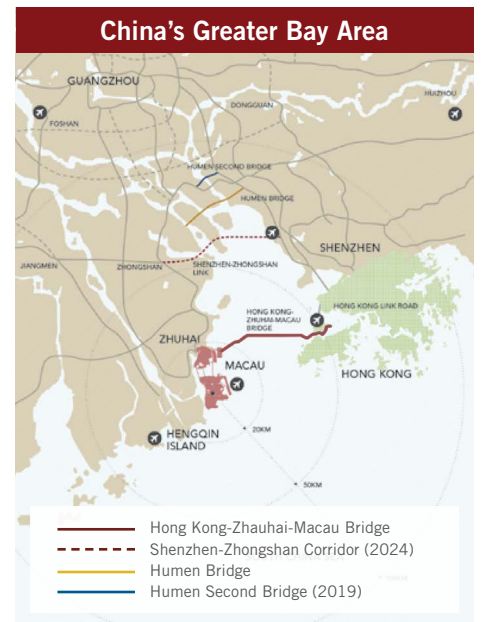 China's Greater Bay Area
GUANGZHOU
HUIZHOU
DONGGUAN
FOSHAN
HUMEN SECOND BRIDGE
HUMEN BRIDGE
SHENZHEN
JIANGMEN
ZHONGSHAN
SHENZHEN-ZHONGSHAN
LINK
HONG KONG LINK ROAD
HONG KONG-
ZHUHAI-MACAU
BRIDGE
ZHUHAI
MACAU
HONG KONG
20KM
HENGQIN
ISLAND
50KM
Hong Kong-Zhauhai-Macau Bridge
Shenzhen-Zhongshan Corridor (2024)
Humen Bridge
Humen Second Bridge (2019)